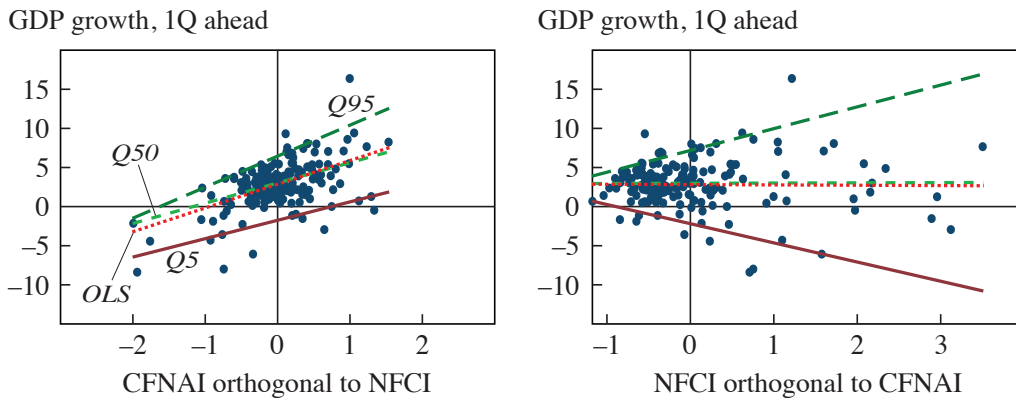 GDP growth, 1Q ahead
15
10
5
0
−5
−10
Q95
Q50
Q5
OLS
−2
−1
0
1
2
CFNAI orthogonal to NFCI
GDP growth, 1Q ahead
15
10
5
0
−5
−10
−1
0
1
2
3
NFCI orthogonal to CFNAI